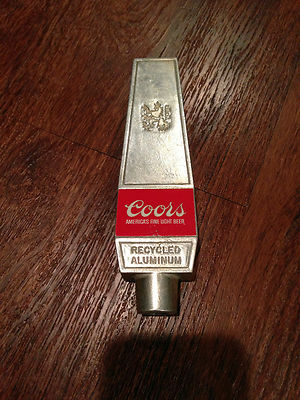 Coors
AMERICA'S FINE LIGHT BEER
RECYCLED
ALUMINUM